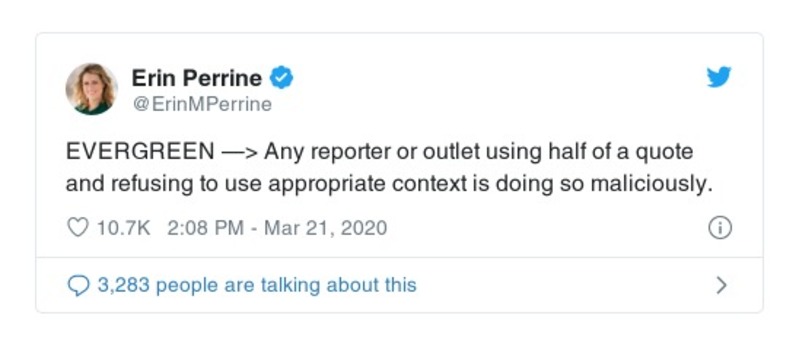 Erin Perrine
@ErinMPerrine
EVERGREEN —> Any reporter or outlet using half of a quote
and refusing to use appropriate context is doing so maliciously.
10.7K 2:08 PM - Mar 21, 2020
3,283 people are talking about this